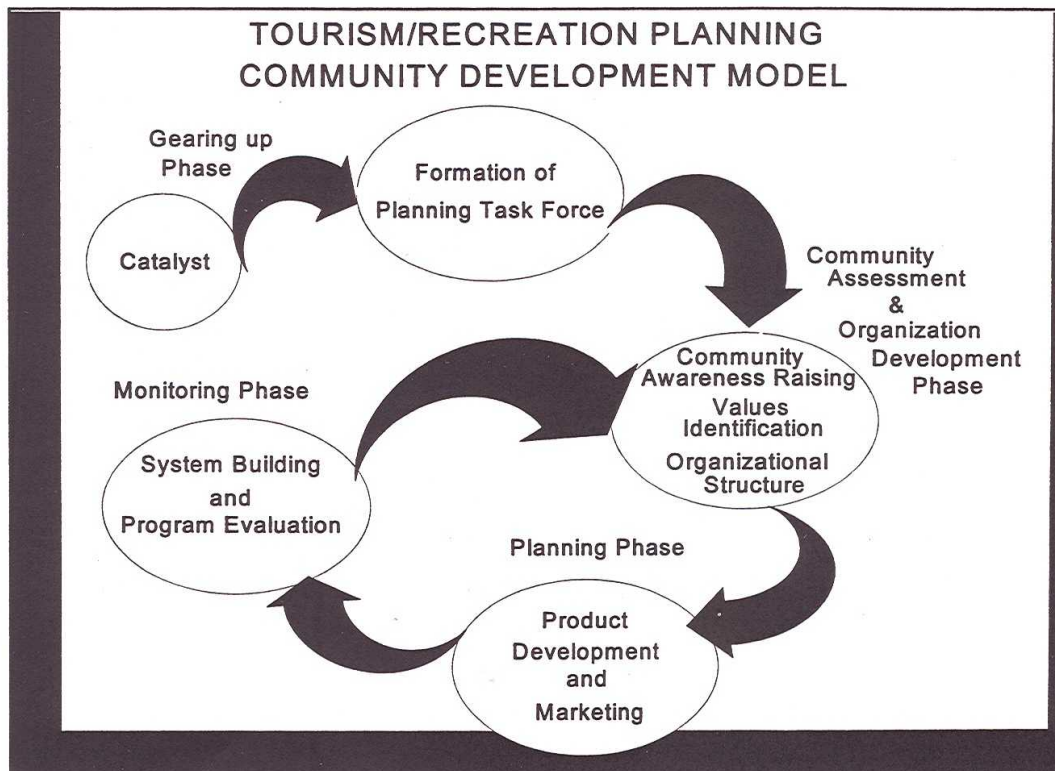 TOURISM/RECREATION PLANNING
COMMUNITY DEVELOPMENT MODEL
Gearing up
Phase
Catalyst
Formation of
Planning Task Force
Community
Assessment
&
Organization
Development
Phase
Community
Awareness Raising
Values
Identification
Organizational
Structure
Planning Phase
Product
Development
and
Marketing
Monitoring Phase
System Building
and
Program Evaluation